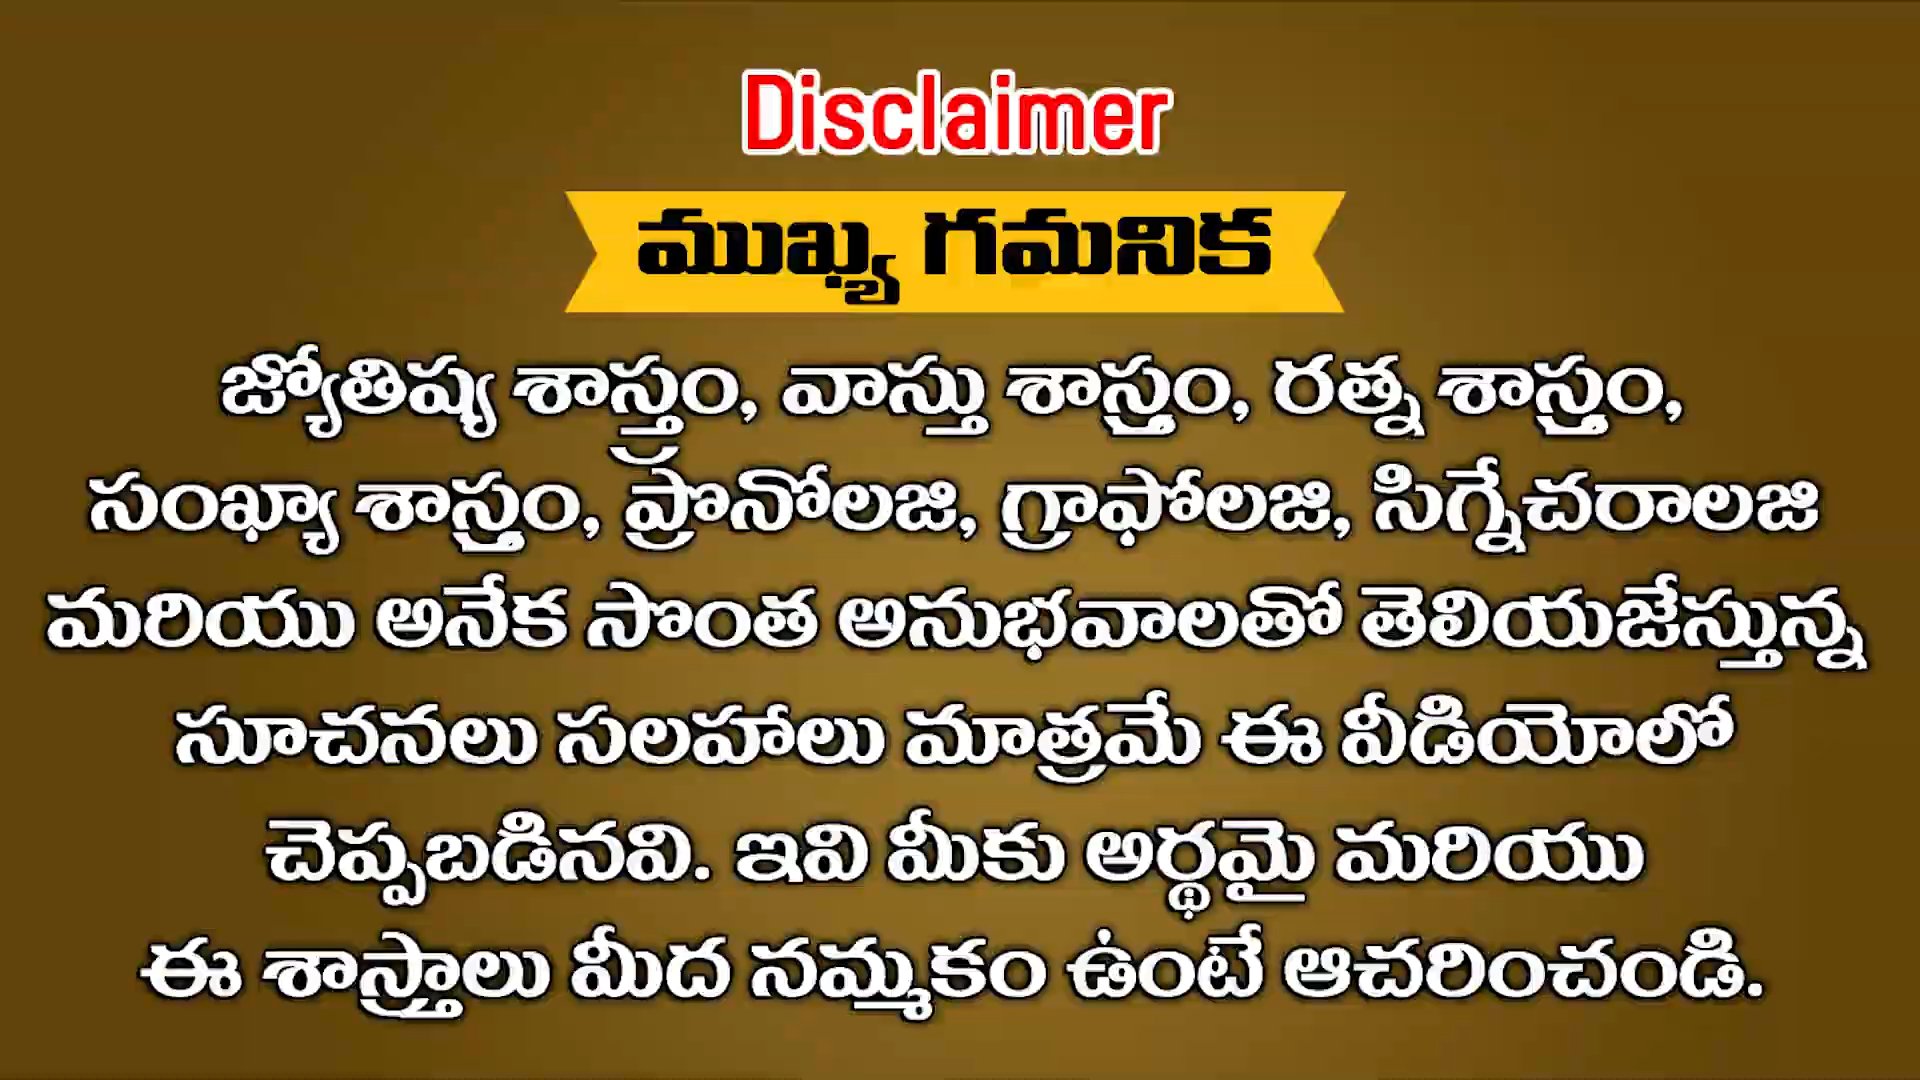 Disclaimer
ముఖ్య గమనిక
జ్యోతిష్య శాస్త్రం, వాస్తు శాస్త్రం, రత్న శాస్త్రం,
సంఖ్యా శాస్త్రం, ప్రొనోలజి, గ్రాఫోలజి, సిగ్నేచరాలజి
మరియు అనేక సొంత అనుభవాలతో తెలియజేస్తున్న
సూచనలు సలహాలు మాత్రమే ఈ వీడియోలో
చెప్పబడినవి. ఇవి మీకు అర్థమై మరియు
ఈ శాస్త్రాలు మీద నమ్మకం ఉంటే ఆచరించండి.